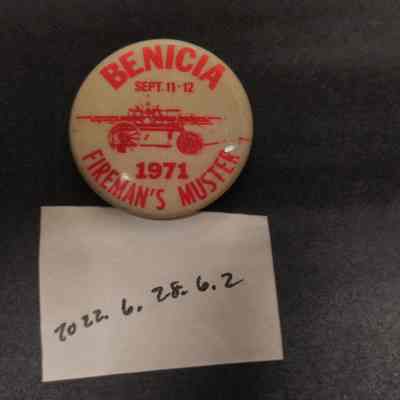 BENICIA
SEPT. 11-12
1971
FIREMAN'S MUSTER
2022. 6. 28. 6. 2